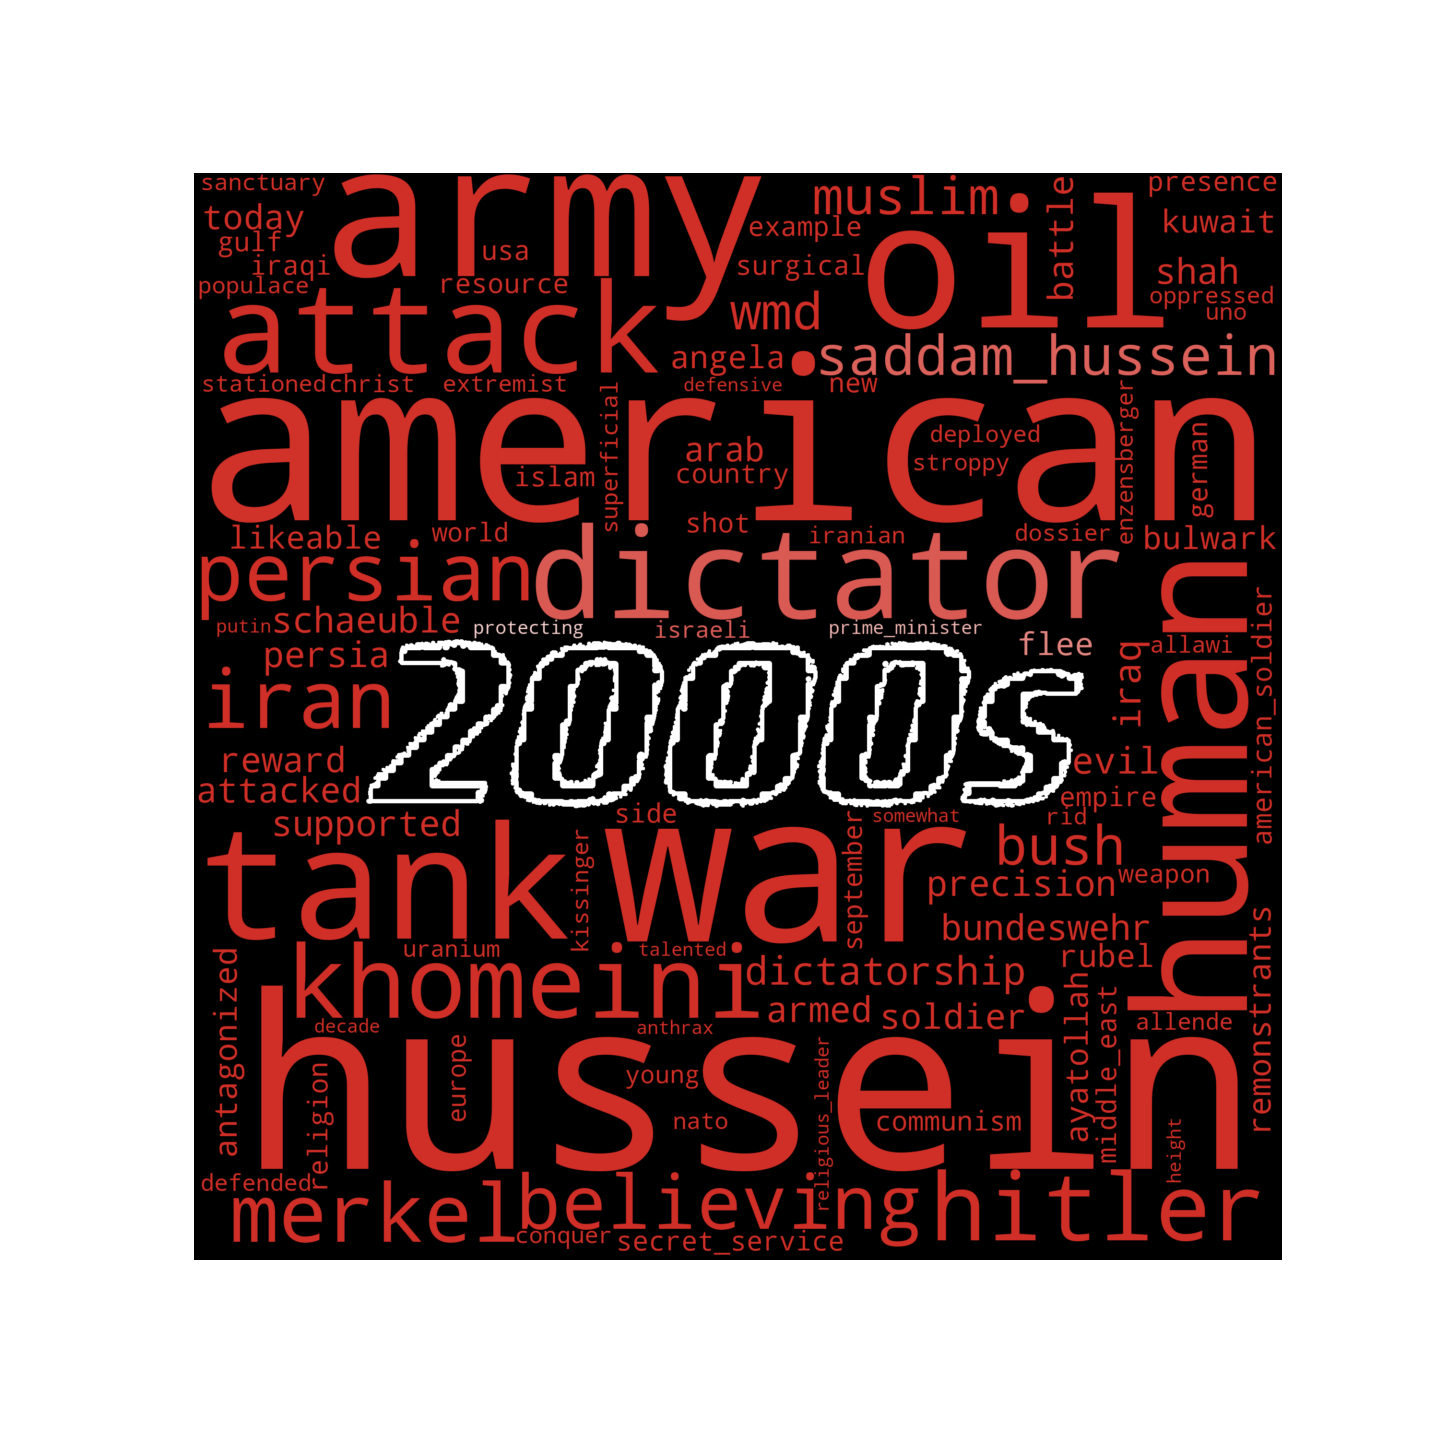 sanctuary
army
muslim
presence
today
example
oil
battle
kuwait
gulf
usa
iraqi
surgical
shah
populace
resource
attack
wmd
oppressed
uno
angela
saddam_hussein
stationed
christ
extremist
defensive
new
american
superficial
enzensberger
german
arab
deployed
country
stroppy
islam
likeable
world
shot
iranian
dossier
bulwark
persian
dictator
human
putin
schaeuble
protecting
israeli
prime_minister
flee
allawi
american_soldier
persia
iran
2000s
iraq
reward
evil
attacked
empire
supported
side
somewhat
rid
tank
war
kissinger
september
bush
precision
weapon
bundeswehr
remonstrants
uranium
talented
khomeini
dictatorship
rubel
antagonized
armed
soldier
ayatollah
middle_east
decade
anthrax
allende
hussein
religion
europe
young
religious_leader
nato
communism
height
defended
merkel
believing
hitler
conquer
secret_service